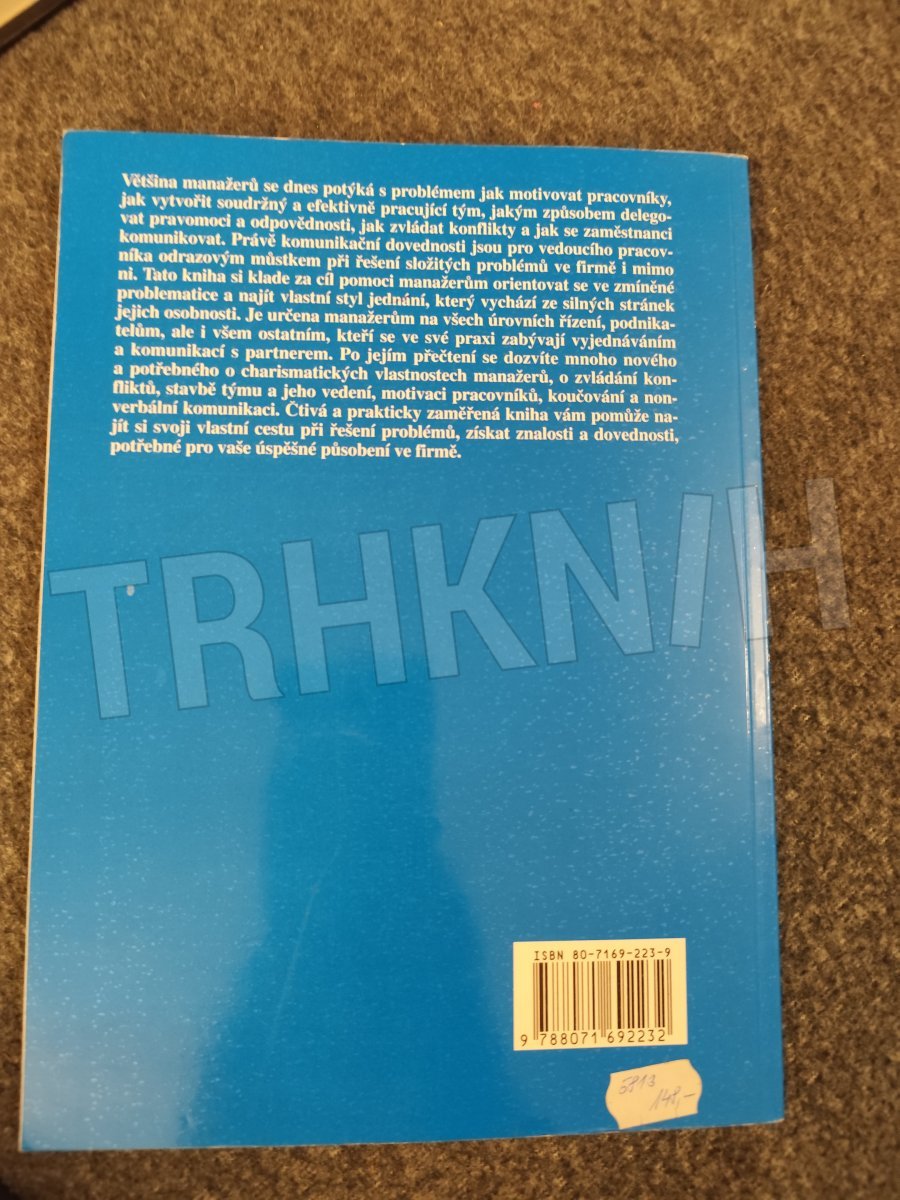 Většina manažerů se dnes potýká s problémem jak motivovat pracovníky,
jak vytvořit soudržný a efektivně pracující tým, jakým způsobem delego-
vat pravomoci a odpovědnosti, jak zvládat konflikty a jak se zaměstnanci
komunikovat. Právě komunikační dovednosti jsou pro vedoucího pracov-
níka odrazovým můstkem při řešení složitých problémů ve firmě i mimo
ni. Tato kniha si klade za cíl pomoci manažerům orientovat se ve zmíněné
problematice a najít vlastní styl jednání, který vychází ze silných stránek
jejich osobnosti. Je určena manažerům na všech úrovních řízení, podnika-
telům, ale i všem ostatním, kteří se ve své praxi zabývají vyjednáváním
a komunikací s partnerem. Po jejím přečtení se dozvíte mnoho nového
a potřebného o charismatických vlastnostech manažerů, o zvládání kon-
fliktů, stavbě týmu a jeho vedení, motivaci pracovníků, koučování a non-
verbální komunikaci. Čtivá a prakticky zaměřená kniha vám pomůže na-
jít si svoji vlastní cestu při řešení problémů, získat znalosti a dovednosti,
potřebné pro vaše úspěšné působení ve firmě.
TRHKNIH
ISBN 80-7169-223-9
9 788071 692232
5813
148,-